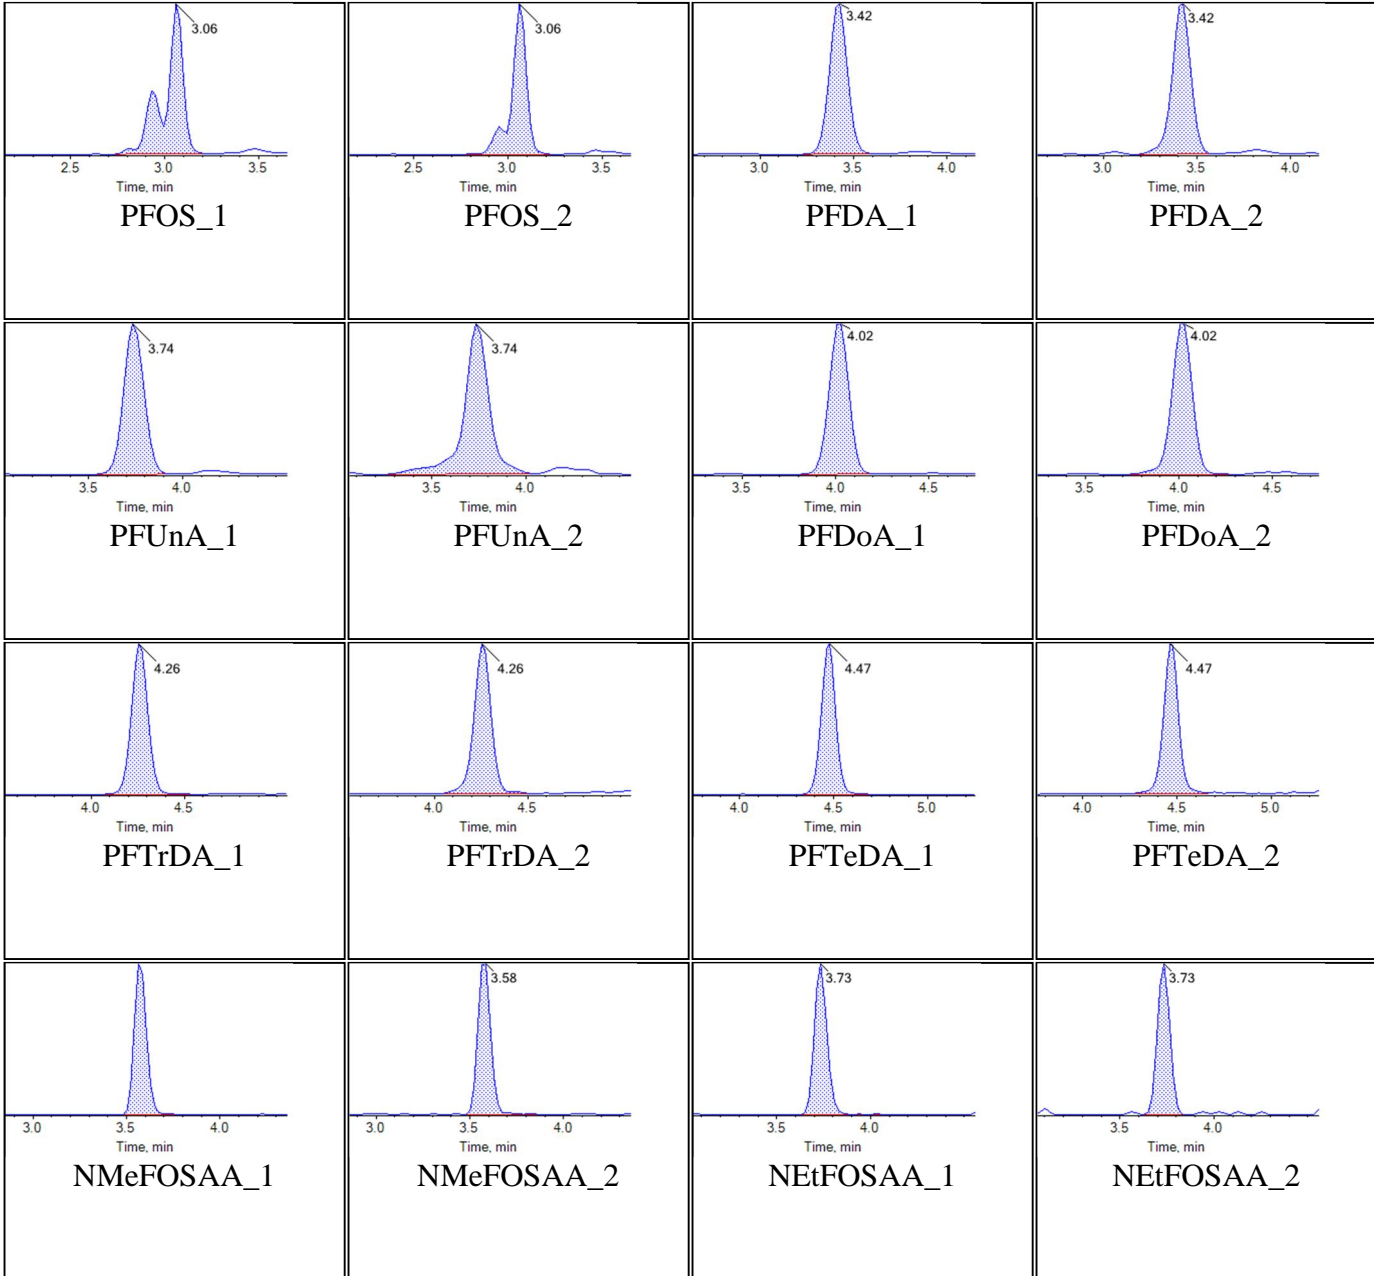 3.06 3.06 3.42 3.42
2.5 3.0 3.5 2.5 3.0 3.5 3.0 3.5 4.0 3.0 3.5 4.0
Time, min Time, min Time, min Time, min
PFOS_1 PFOS_2 PFDA_1 PFDA_2
3.74 3.74 4.02 4.02
3.5 4.0 3.5 4.0 3.5 4.0 4.5 3.5 4.0 4.5
Time, min Time, min Time, min Time, min
PFUnA_1 PFUnA_2 PFDoA_1 PFDoA_2
4.26 4.26 4.47 4.47
4.0 4.5 4.0 4.5 4.0 4.5 5.0 4.0 4.5 5.0
Time, min Time, min Time, min Time, min
PFTrDA_1 PFTrDA_2 PFTeDA_1 PFTeDA_2
3.58 3.73 3.73
3.0 3.5 4.0 3.0 3.5 4.0 3.5 4.0 3.5 4.0
Time, min Time, min Time, min Time, min
NMeFOSAA_1 NMeFOSAA_2 NEtFOSAA_1 NEtFOSAA_2